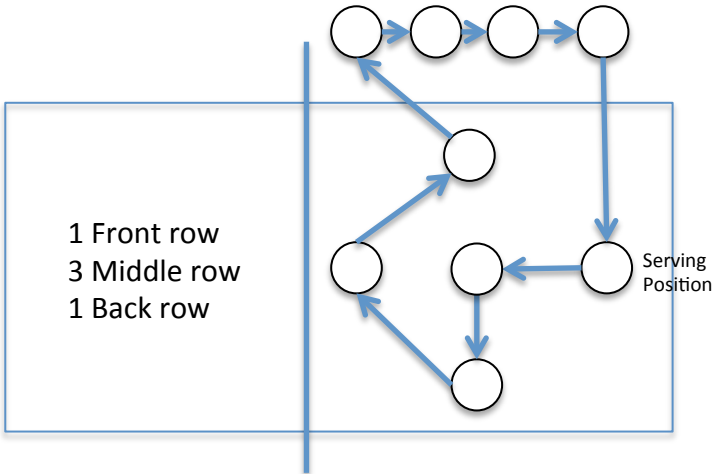 1 Front row
3 Middle row
1 Back row
Serving
Position